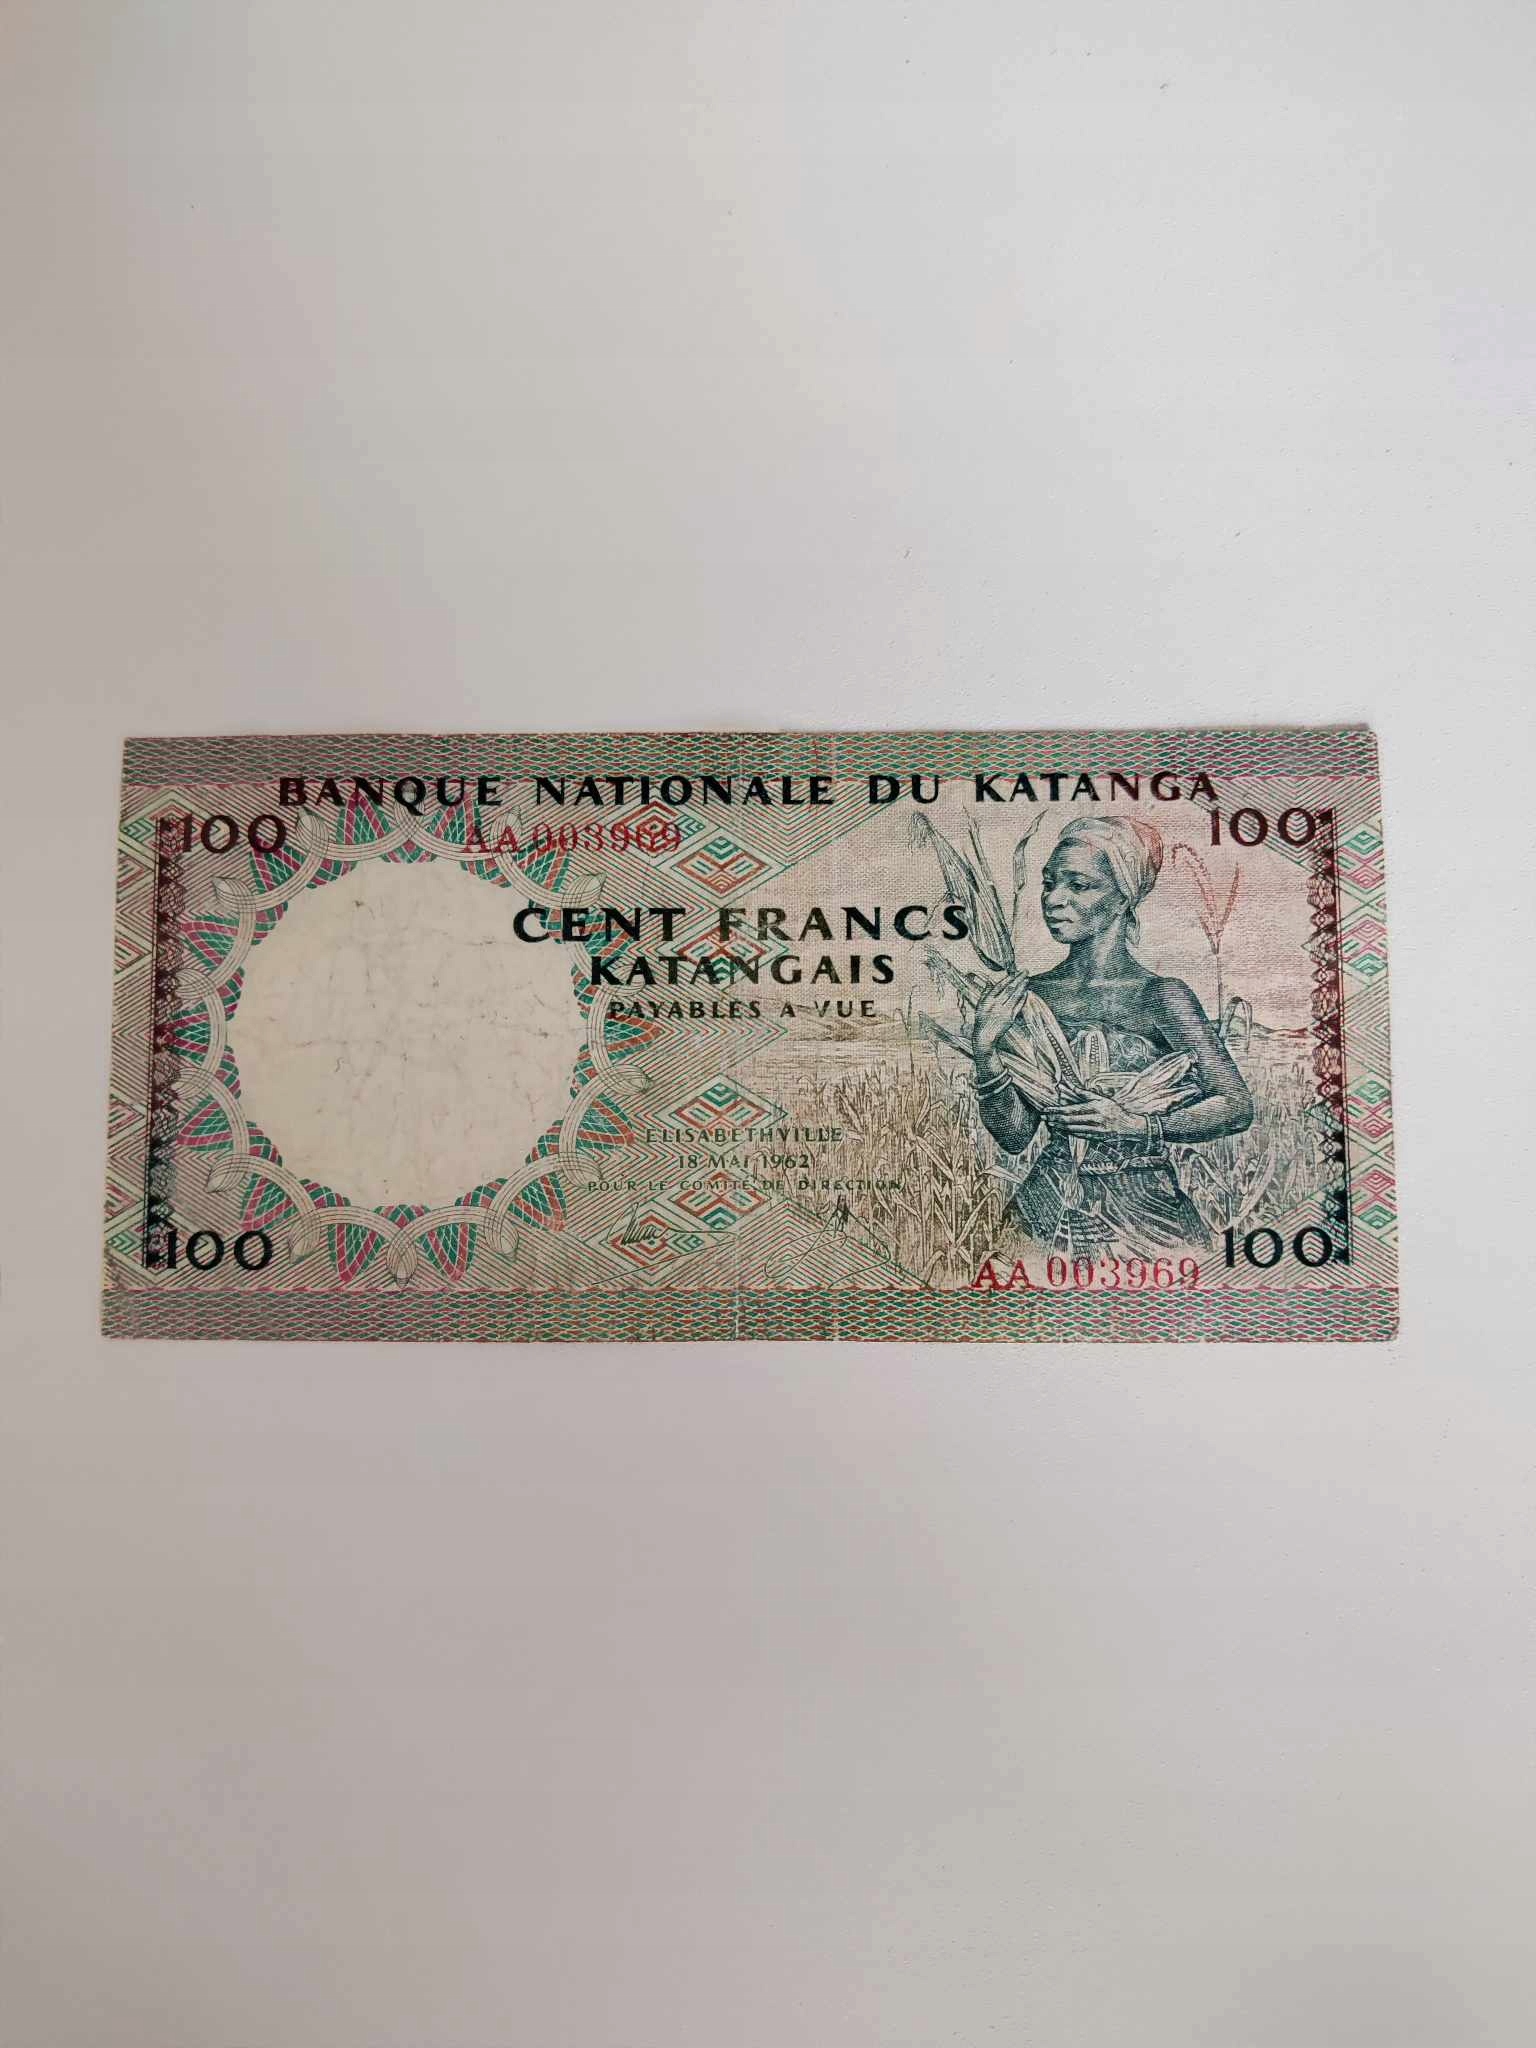 BANQUE NATIONALE DU KATANGA
100 AA 003969 100
CENT FRANCS
KATANGAIS
PAYABLES A VUE
ELISABETHVILLE
18 MAI 1962
POUR LE COMITÉ DE DIRECTION
100 AA 003969 100